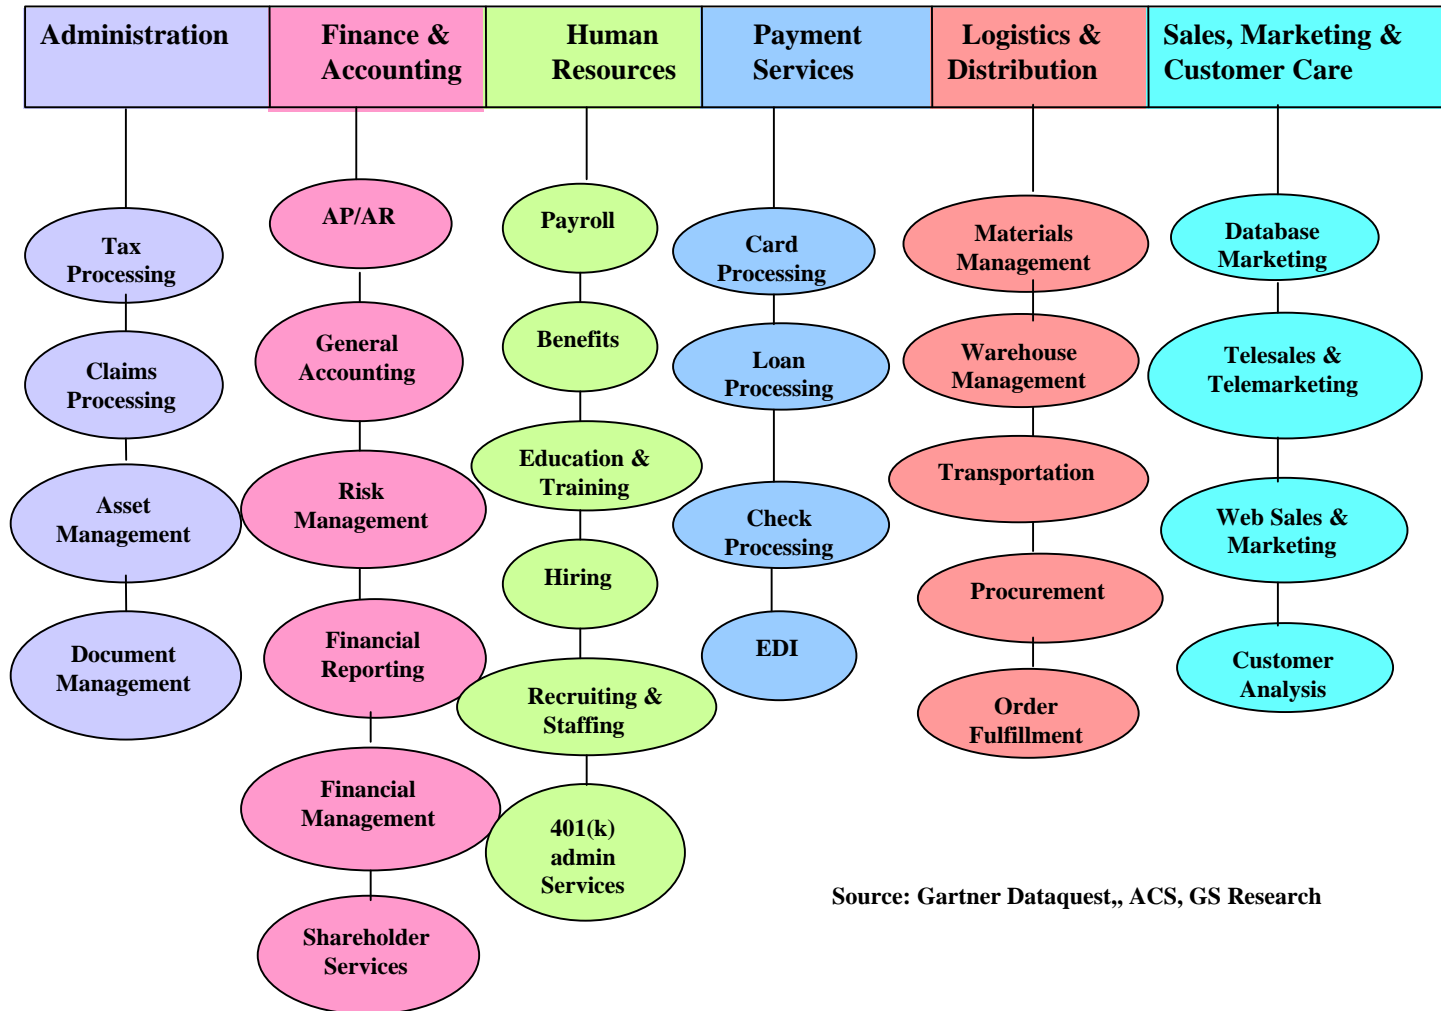 Administration
Finance &
Accounting
Human
Resources
Payment
Services
Logistics &
Distribution
Sales, Marketing &
Customer Care
Tax
Processing
Claims
Processing
Asset
Management
Document
Management
AP/AR
General
Accounting
Risk
Management
Financial
Reporting
Financial
Management
Shareholder
Services
Payroll
Benefits
Education &
Training
Hiring
Recruiting &
Staffing
401(k)
admin
Services
Card
Processing
Loan
Processing
Check
Processing
EDI
Materials
Management
Warehouse
Management
Transportation
Procurement
Order
Fulfillment
Database
Marketing
Telesales &
Telemarketing
Web Sales &
Marketing
Customer
Analysis
Source: Gartner Dataquest,, ACS, GS Research